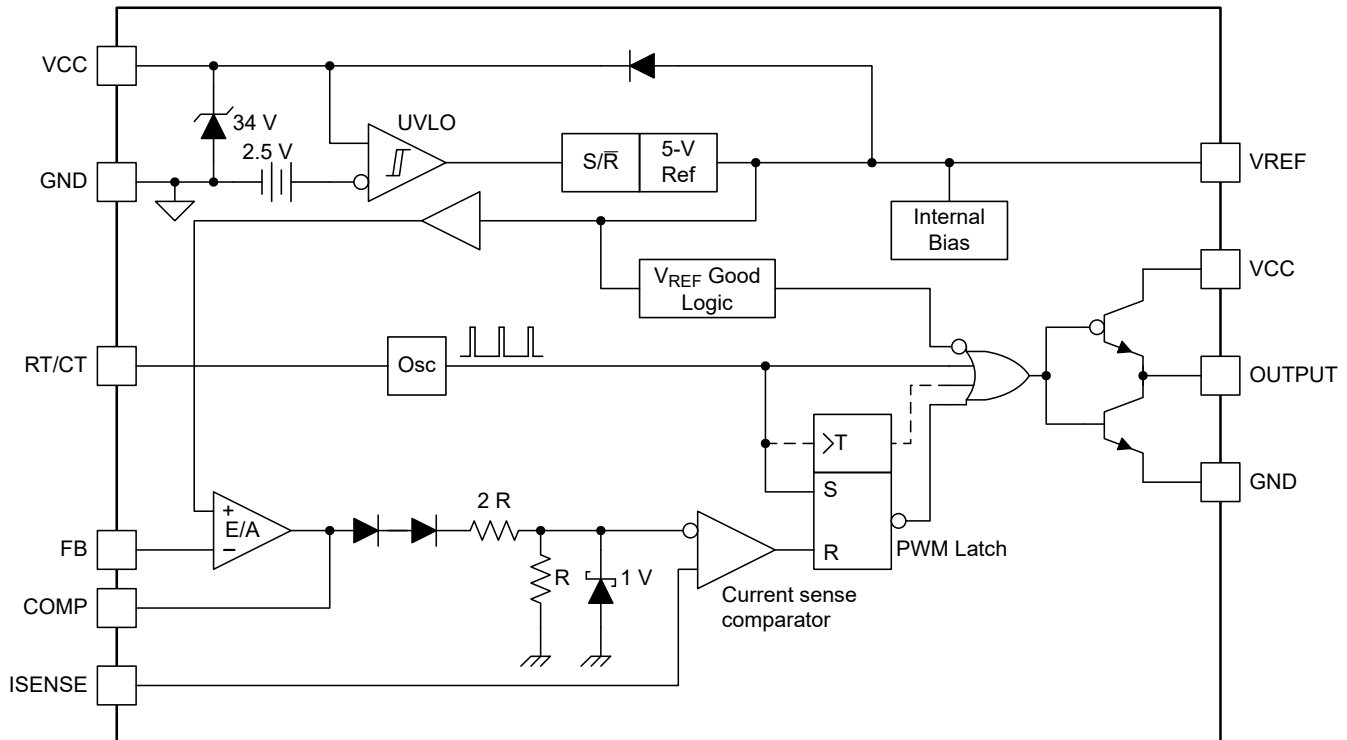 VCC
34 V
UVLO
2.5 V
GND
S/R̅
5-V
Ref
VREF
Internal
Bias
VCC
V_REF Good
Logic
RT/CT
Osc
OUTPUT
>T
S
GND
2 R
+
E/A
−
FB
R
1 V
R
PWM Latch
COMP
Current sense
comparator
ISENSE